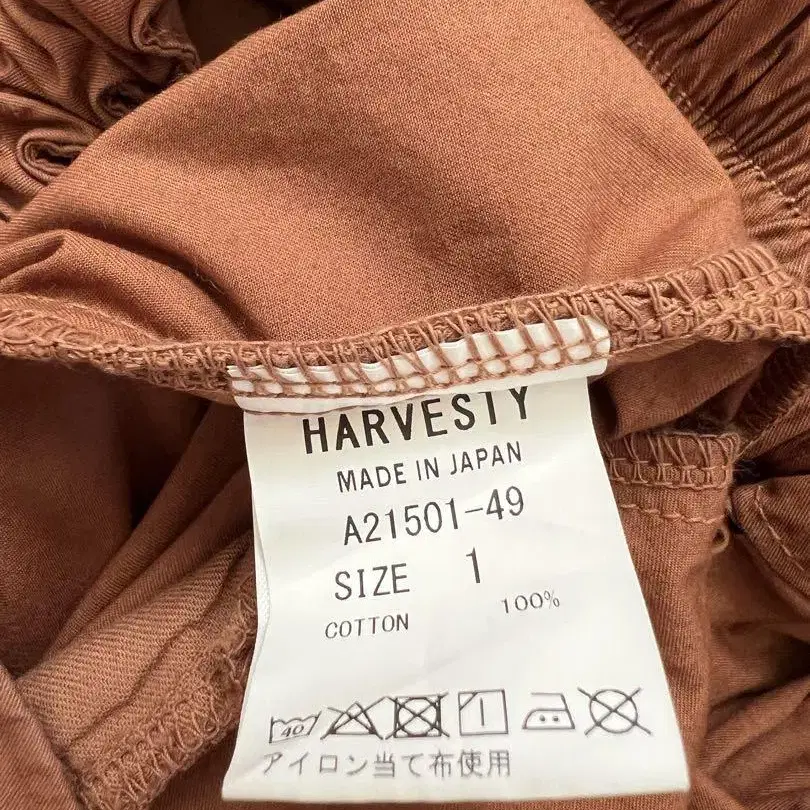 HARVESTY
MADE IN JAPAN
A21501-49
SIZE 1
COTTON 100%
40
アイロン当て布使用